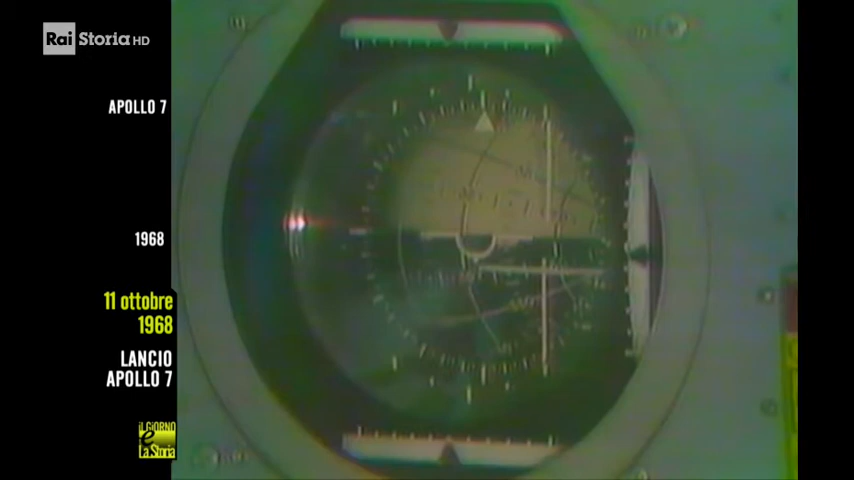 Rai Storia HD
APOLLO 7
1968
11 ottobre
1968
LANCIO
APOLLO 7
iL GiORNO
e
La Storia